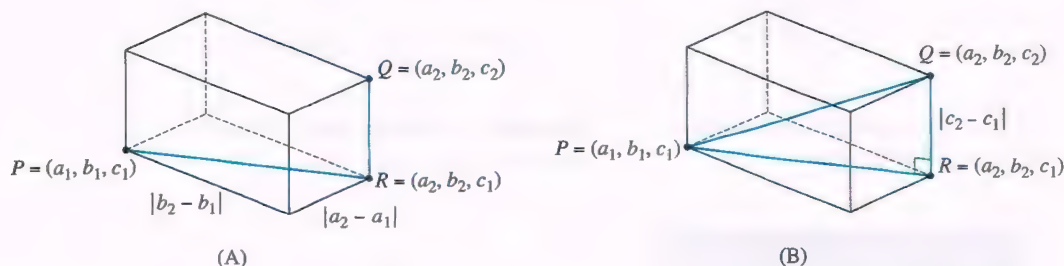 Q = (a₂, b₂, c₂)
P = (a₁, b₁, c₁)
R = (a₂, b₂, c₁)
|b₂ − b₁|
|a₂ − a₁|
(A)
Q = (a₂, b₂, c₂)
|c₂ − c₁|
P = (a₁, b₁, c₁)
R = (a₂, b₂, c₁)
(B)